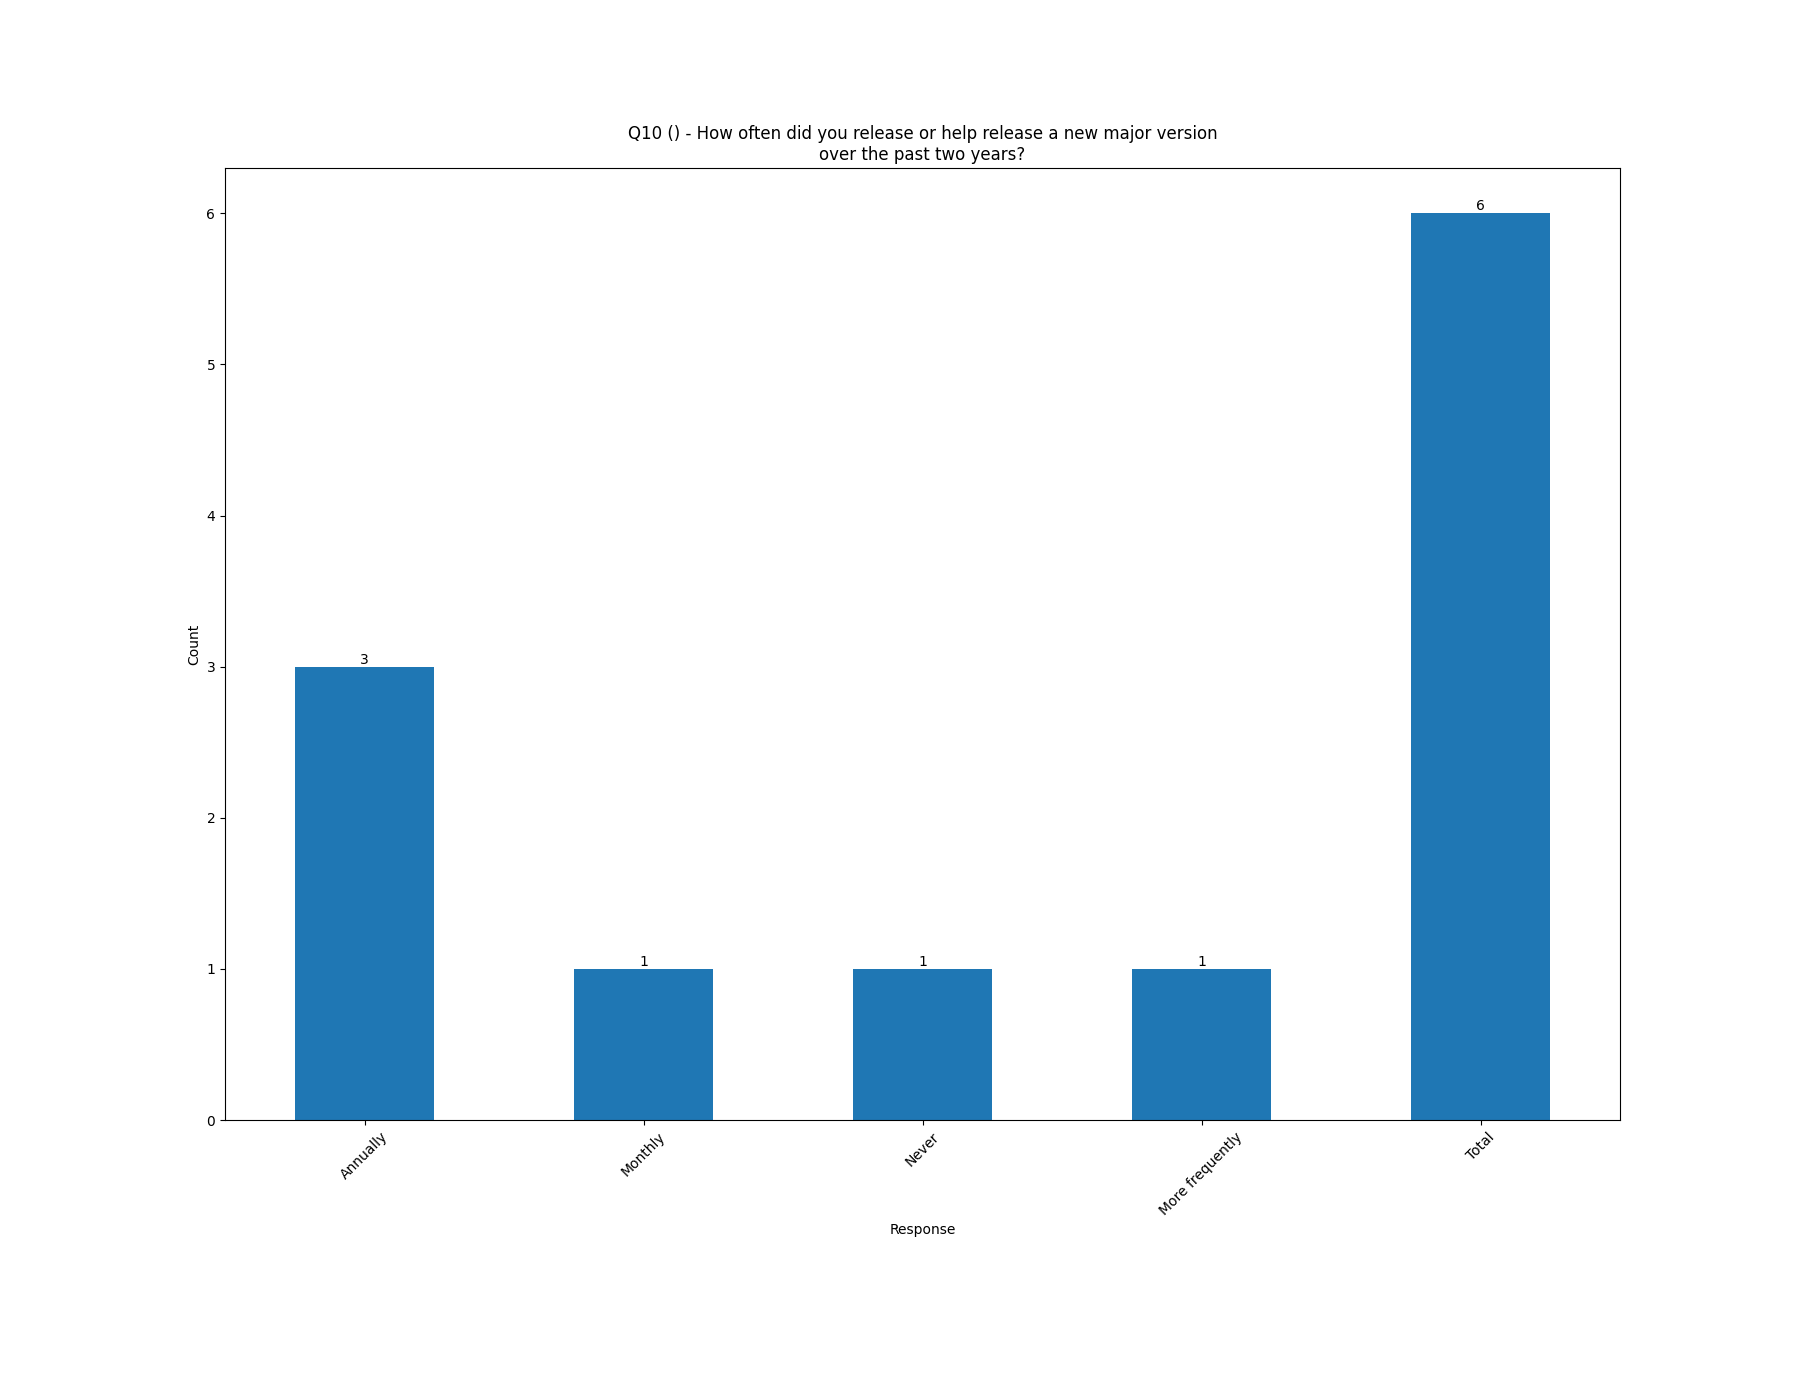 Q10 () - How often did you release or help release a new major version
over the past two years?
6
5
4
3
2
1
0
Count
3
1
1
1
6
Annually
Monthly
Never
More frequently
Total
Response